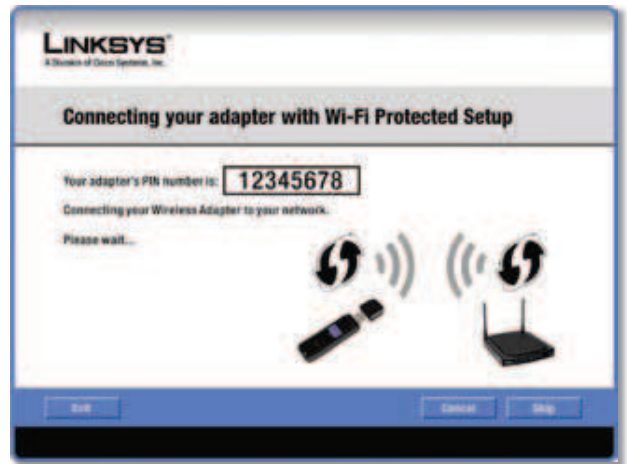 LINKSYS®
A Division of Cisco Systems, Inc.
Connecting your adapter with Wi-Fi Protected Setup
Your adapter's PIN number is: 12345678
Connecting your Wireless Adapter to your network.
Please wait...
Exit Cancel Skip